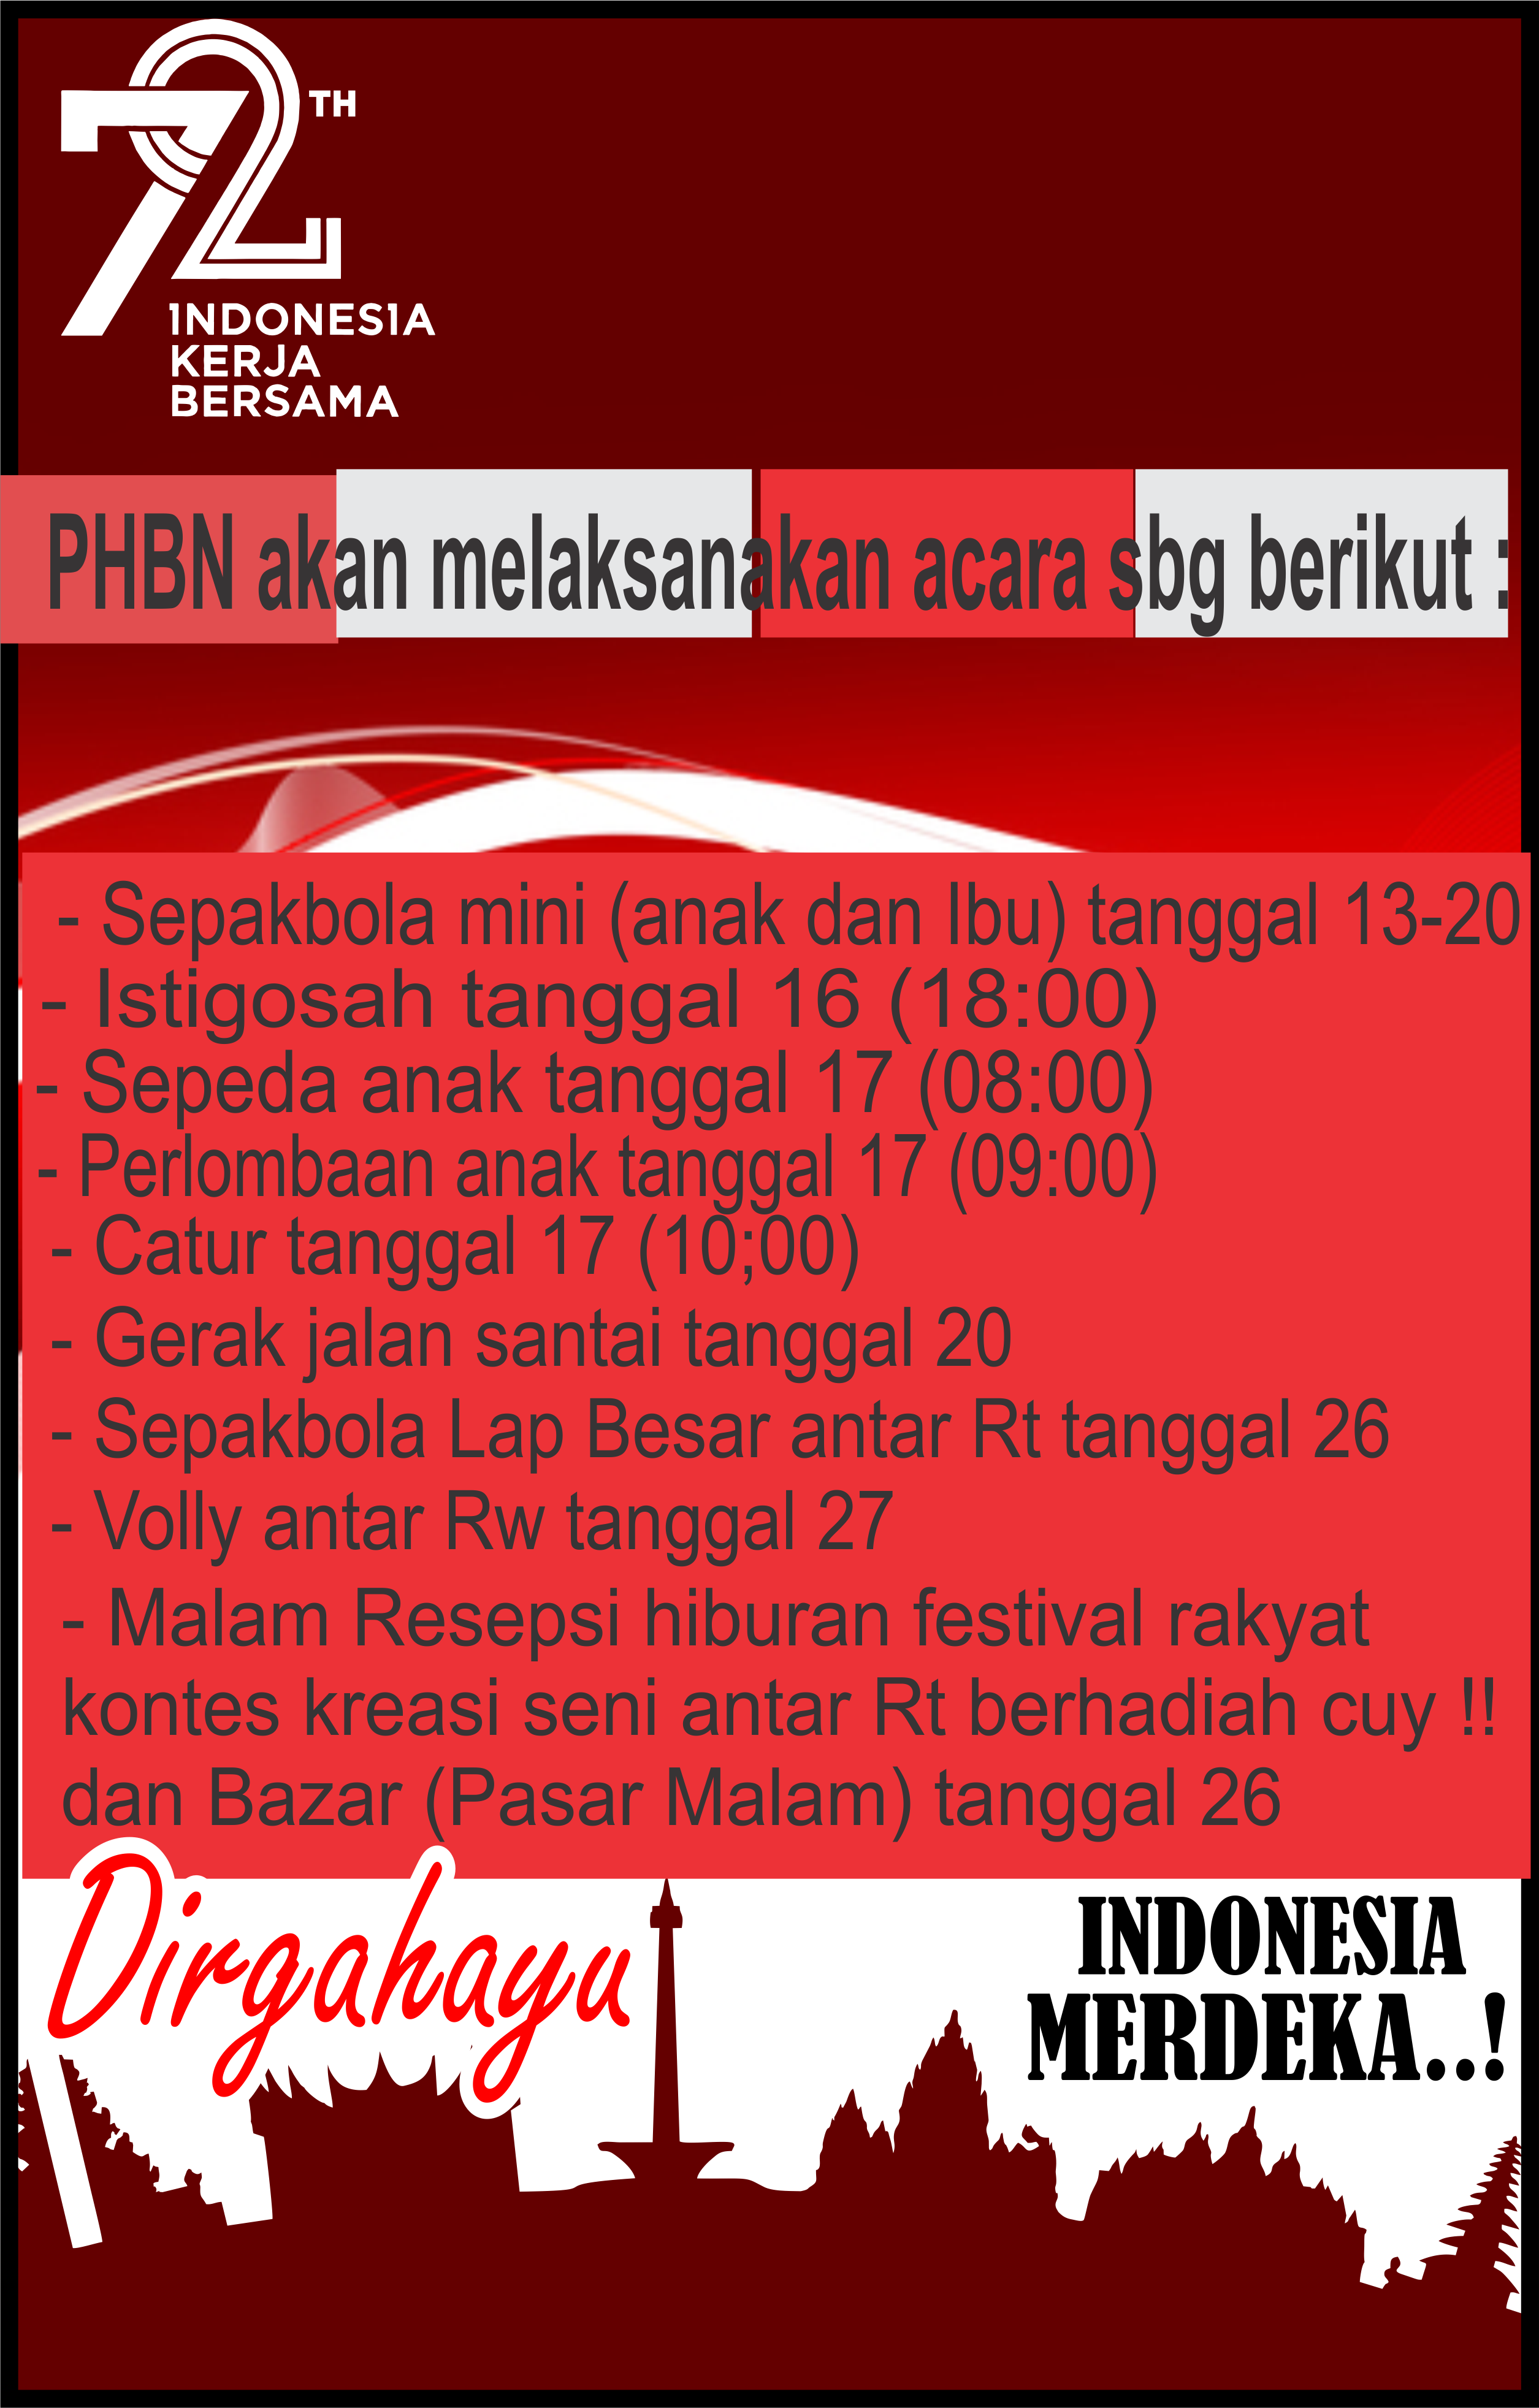 72TH
INDONESIA
KERJA
BERSAMA
PHBN akan melaksanakan acara sbg berikut :
- Sepakbola mini (anak dan Ibu) tanggal 13-20
- Istigosah tanggal 16 (18:00)
- Sepeda anak tanggal 17 (08:00)
- Perlombaan anak tanggal 17 (09:00)
- Catur tanggal 17 (10;00)
- Gerak jalan santai tanggal 20
- Sepakbola Lap Besar antar Rt tanggal 26
- Volly antar Rw tanggal 27
- Malam Resepsi hiburan festival rakyat
kontes kreasi seni antar Rt berhadiah cuy !!
dan Bazar (Pasar Malam) tanggal 26
Dirgahayu
INDONESIA
MERDEKA..!